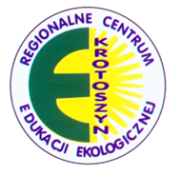 REGIONALNE CENTRUM
KROTOSZYN
EDUKACJI EKOLOGICZNEJ